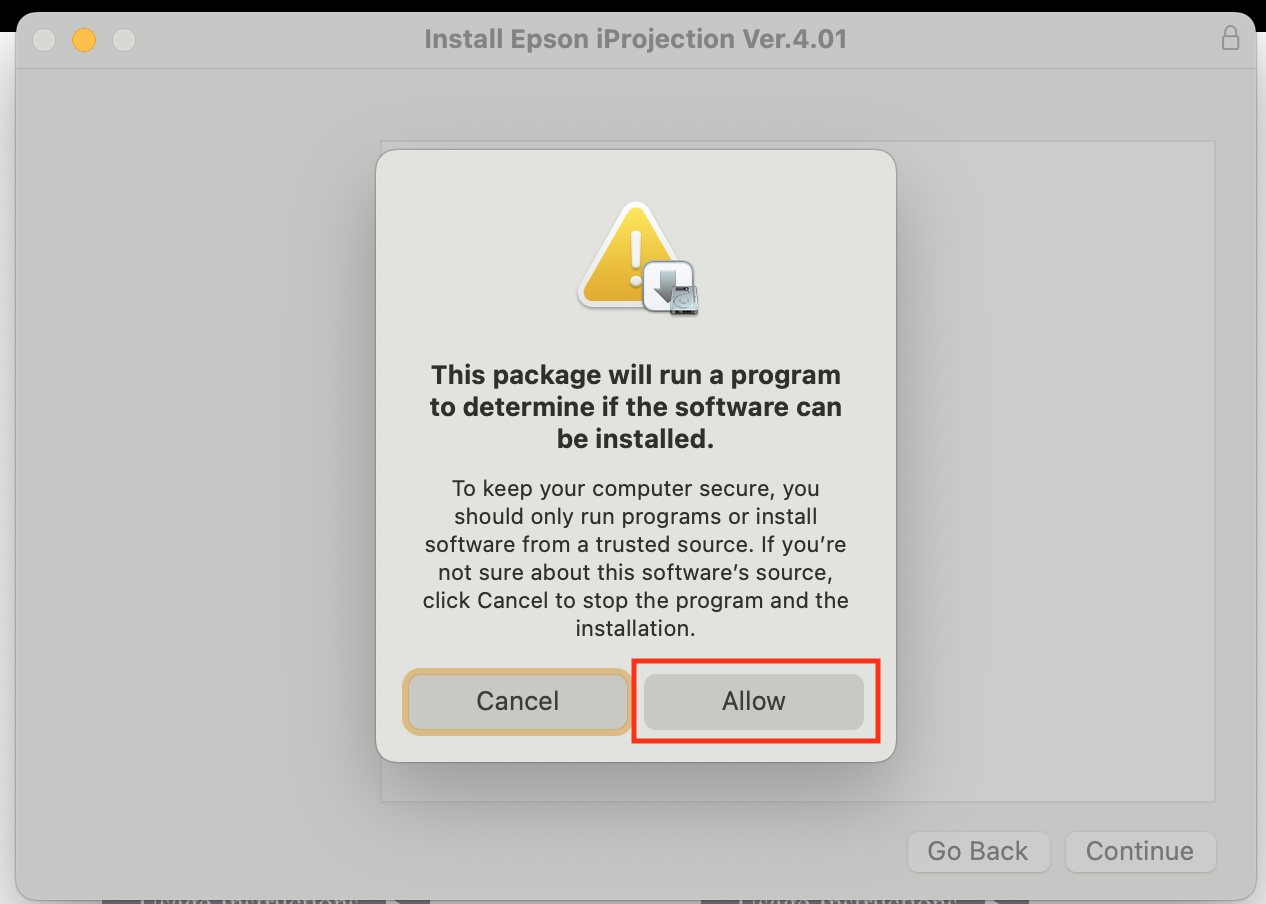 Install Epson iProjection Ver.4.01
This package will run a program
to determine if the software can
be installed.
To keep your computer secure, you
should only run programs or install
software from a trusted source. If you’re
not sure about this software’s source,
click Cancel to stop the program and the
installation.
Cancel
Allow
Go Back
Continue